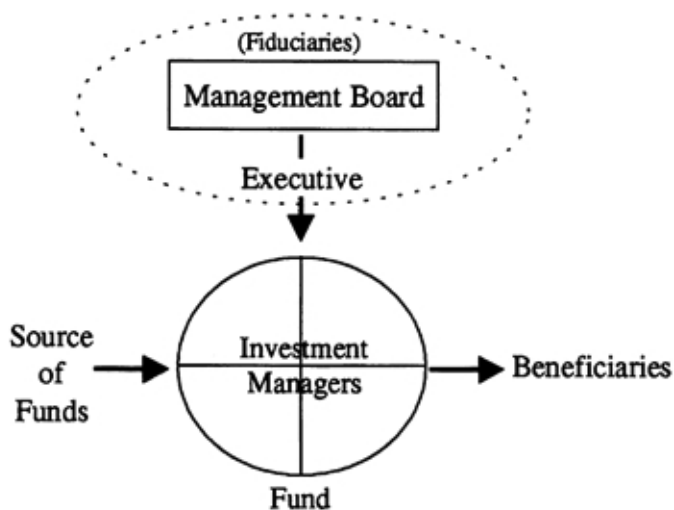 (Fiduciaries)
Management Board
Executive
Source
of
Funds
Investment
Managers
Beneficiaries
Fund